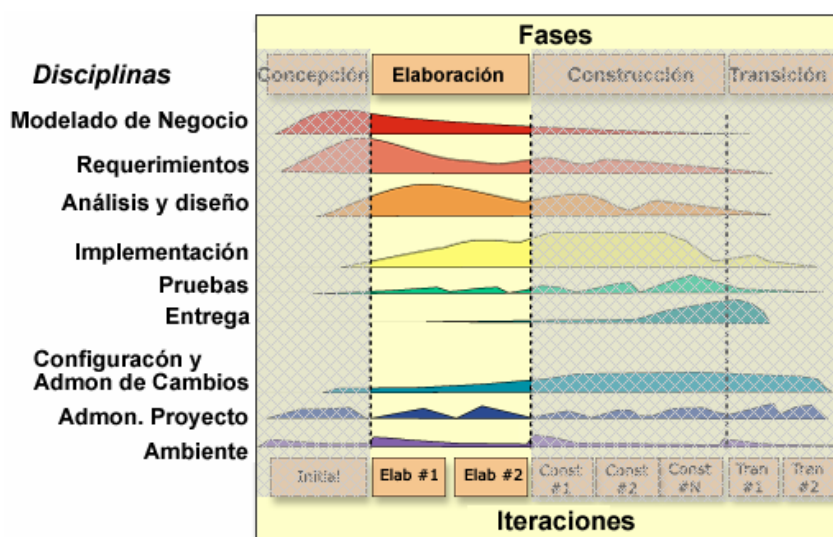 Fases
Disciplinas
Concepción Elaboración Construcción Transición
Modelado de Negocio
Requerimientos
Análisis y diseño
Implementación
Pruebas
Entrega
Configuracón y
Admon de Cambios
Admon. Proyecto
Ambiente
Initial Elab #1 Elab #2 Const #1 Const #2 Const #N Tran #1 Tran #2
Iteraciones